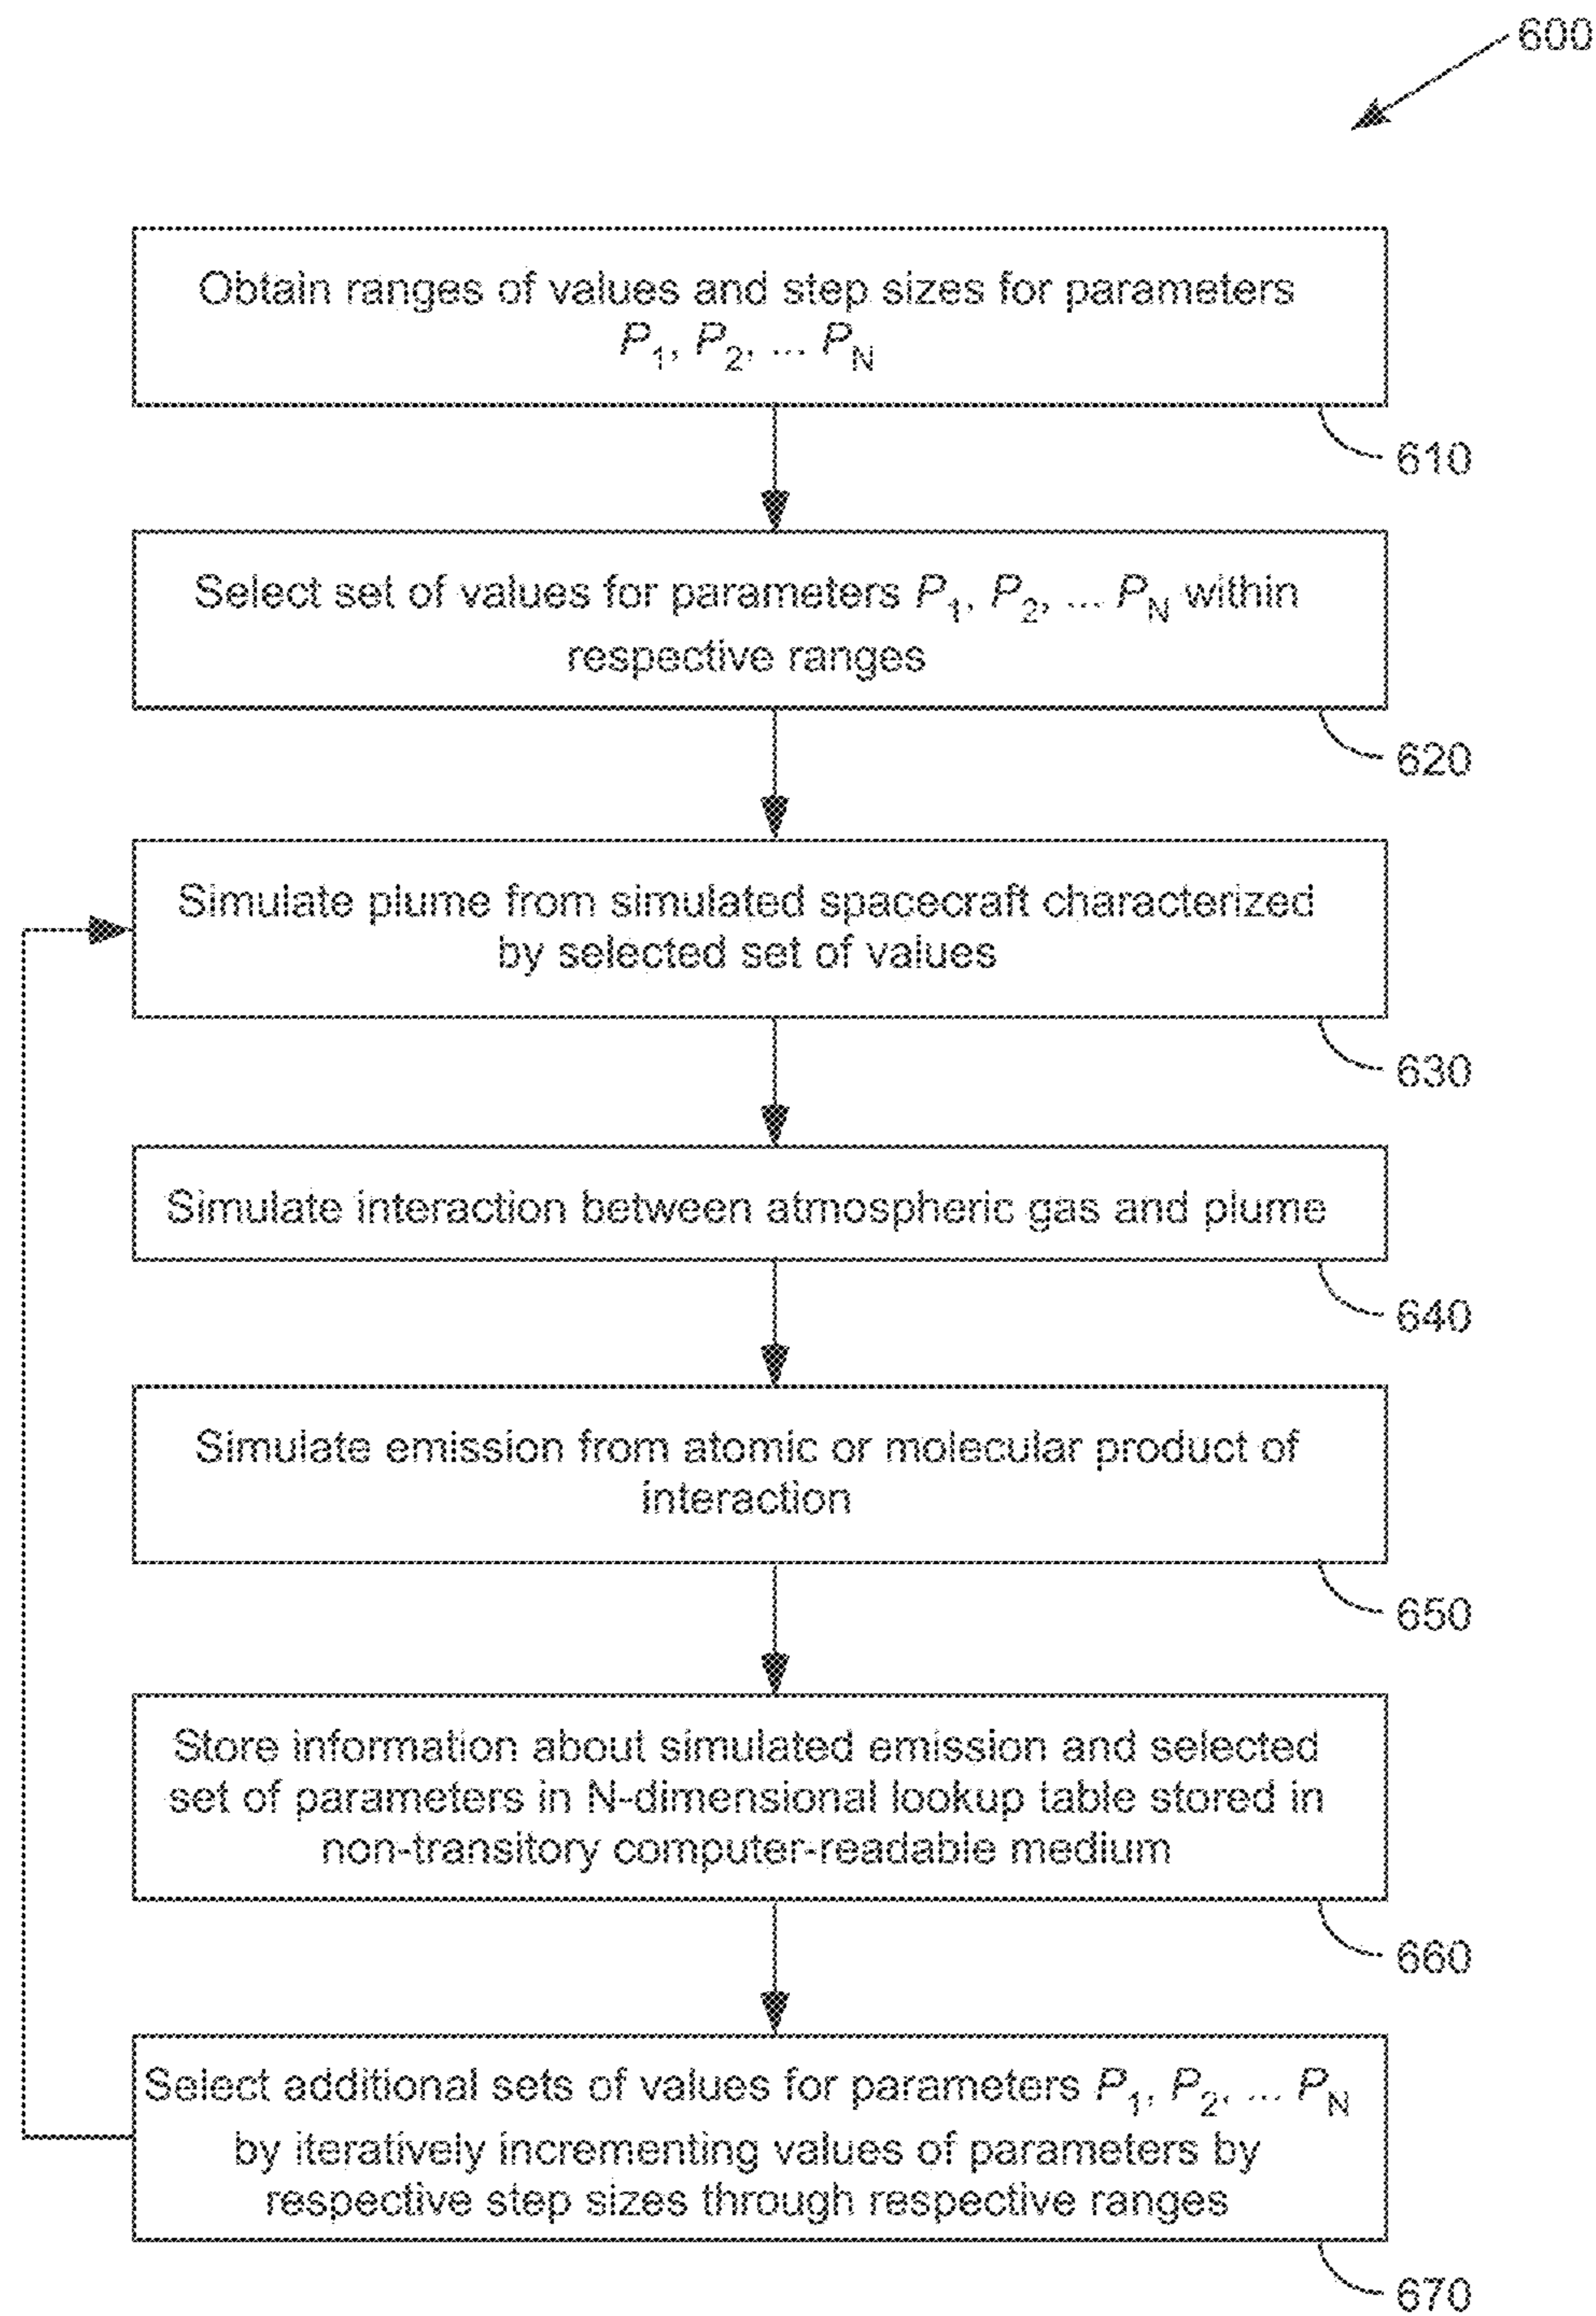 600
Obtain ranges of values and step sizes for parameters
P1, P2, ... PN
610
Select set of values for parameters P1, P2, ... PN within
respective ranges
620
Simulate plume from simulated spacecraft characterized
by selected set of values
630
Simulate interaction between atmospheric gas and plume
640
Simulate emission from atomic or molecular product of
interaction
650
Store information about simulated emission and selected
set of parameters in N-dimensional lookup table stored in
non-transitory computer-readable medium
660
Select additional sets of values for parameters P1, P2, ... PN
by iteratively incrementing values of parameters by
respective step sizes through respective ranges
670